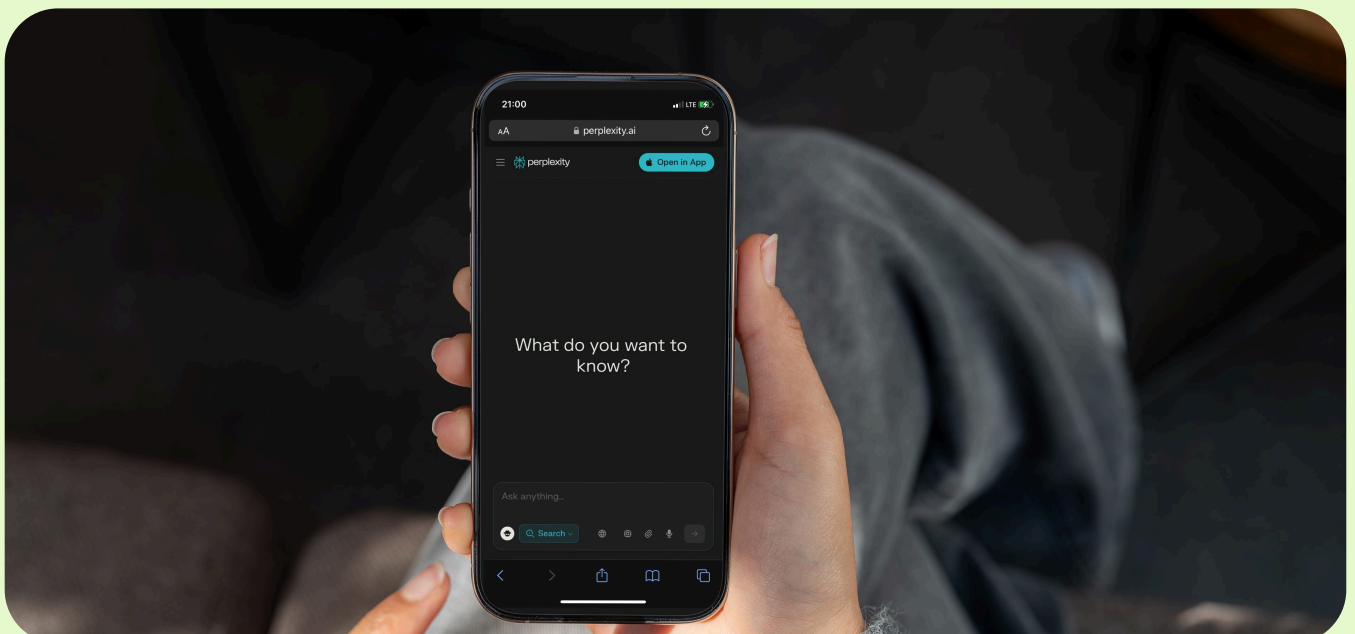 21:00 LTE
AA perplexity.ai
perplexity Open in App
What do you want to
know?
Ask anything...
Search